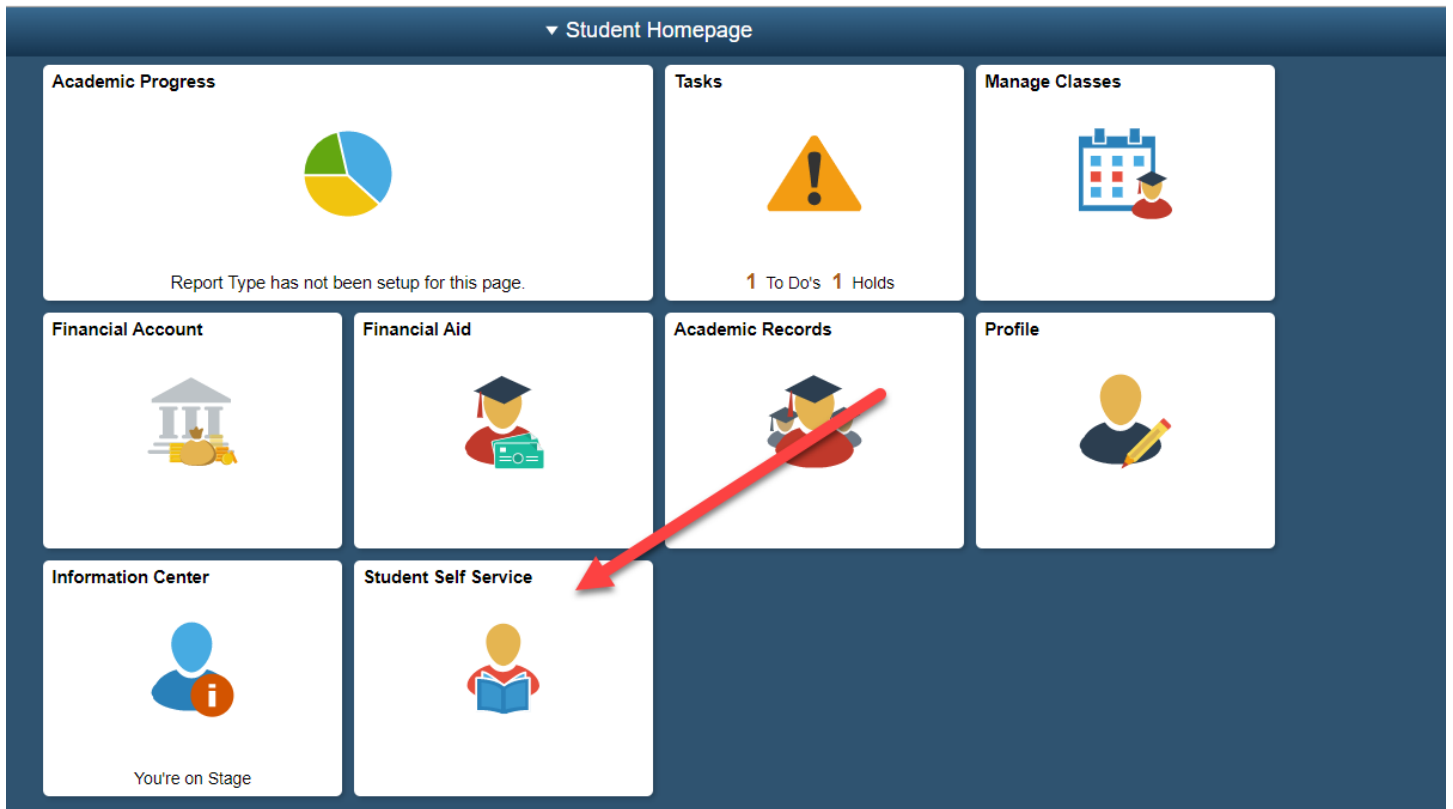 Student Homepage
Academic Progress
Report Type has not been setup for this page.
Tasks
1 To Do's 1 Holds
Manage Classes
Financial Account
Financial Aid
Academic Records
Profile
Information Center
You're on Stage
Student Self Service